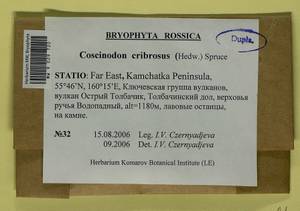 BRYOPHYTA ROSSICA
Dupla.
Coscinodon cribrosus (Hedw.) Spruce
STATIO: Far East, Kamchatka Peninsula,
55°46'N, 160°15'E, Ключевская группа вулканов,
вулкан Острый Толбачик, Толбачинский дол, верховья
ручья Водопадный, alt=1180м, лавовые останцы,
на камне.
№32 15.08.2006 Leg. I.V. Czernyadjeva
09.2006 Det. I.V. Czernyadjeva
Herbarium Komarov Botanical Institute (LE)